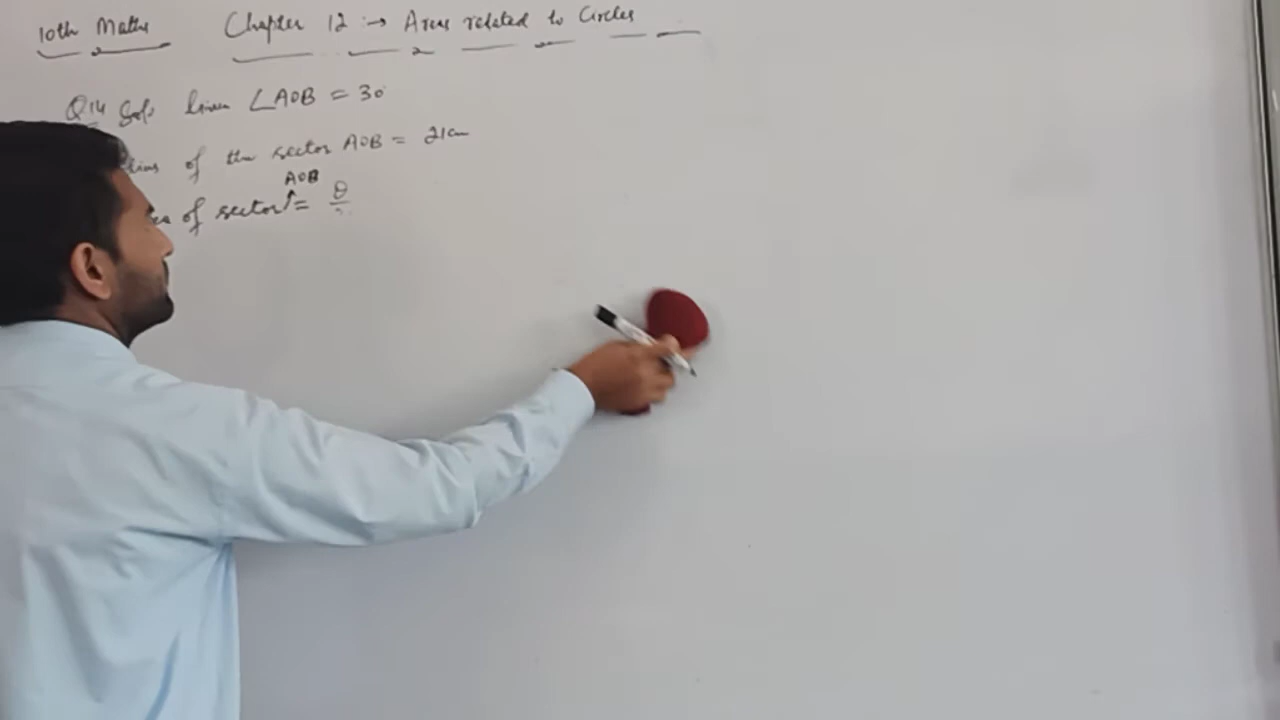 10th Maths Chapter 12 :→ Areas related to Circles
Q14 Sol: Given ∠AOB = 30°
of the sector AOB = 21cm
AOB
of sector = θ